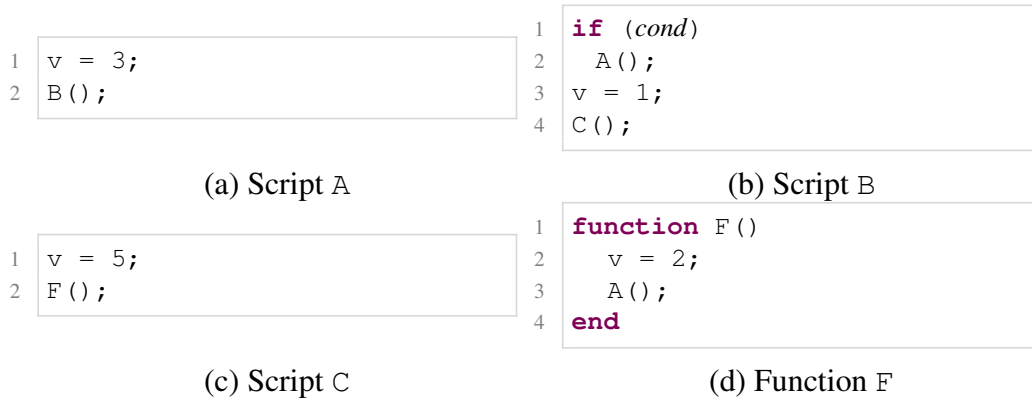 1 v = 3;
2 B();
(a) Script A
1 if (cond)
2 A();
3 v = 1;
4 C();
(b) Script B
1 v = 5;
2 F();
(c) Script C
1 function F()
2 v = 2;
3 A();
4 end
(d) Function F